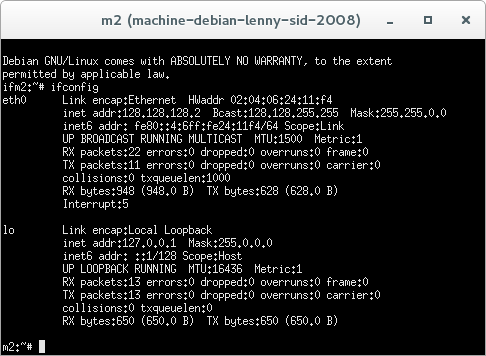 m2 (machine-debian-lenny-sid-2008)
Debian GNU/Linux comes with ABSOLUTELY NO WARRANTY, to the extent
permitted by applicable law.
ifm2:~# ifconfig
eth0 Link encap:Ethernet HWaddr 02:04:06:24:11:f4
inet addr:128.128.128.2 Bcast:128.128.255.255 Mask:255.255.0.0
inet6 addr: fe80::4:6ff:fe24:11f4/64 Scope:Link
UP BROADCAST RUNNING MULTICAST MTU:1500 Metric:1
RX packets:22 errors:0 dropped:0 overruns:0 frame:0
TX packets:11 errors:0 dropped:0 overruns:0 carrier:0
collisions:0 txqueuelen:1000
RX bytes:948 (948.0 B) TX bytes:628 (628.0 B)
Interrupt:5
lo Link encap:Local Loopback
inet addr:127.0.0.1 Mask:255.0.0.0
inet6 addr: ::1/128 Scope:Host
UP LOOPBACK RUNNING MTU:16436 Metric:1
RX packets:13 errors:0 dropped:0 overruns:0 frame:0
TX packets:13 errors:0 dropped:0 overruns:0 carrier:0
collisions:0 txqueuelen:0
RX bytes:650 (650.0 B) TX bytes:650 (650.0 B)
m2:~#